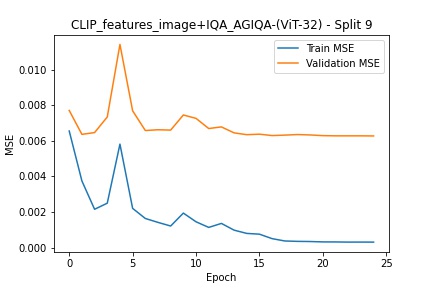 CLIP_features_image+IQA_AGIQA-(ViT-32) - Split 9
Train MSE
Validation MSE
0.010
0.008
0.006
0.004
0.002
0.000
MSE
0 5 10 15 20 25
Epoch